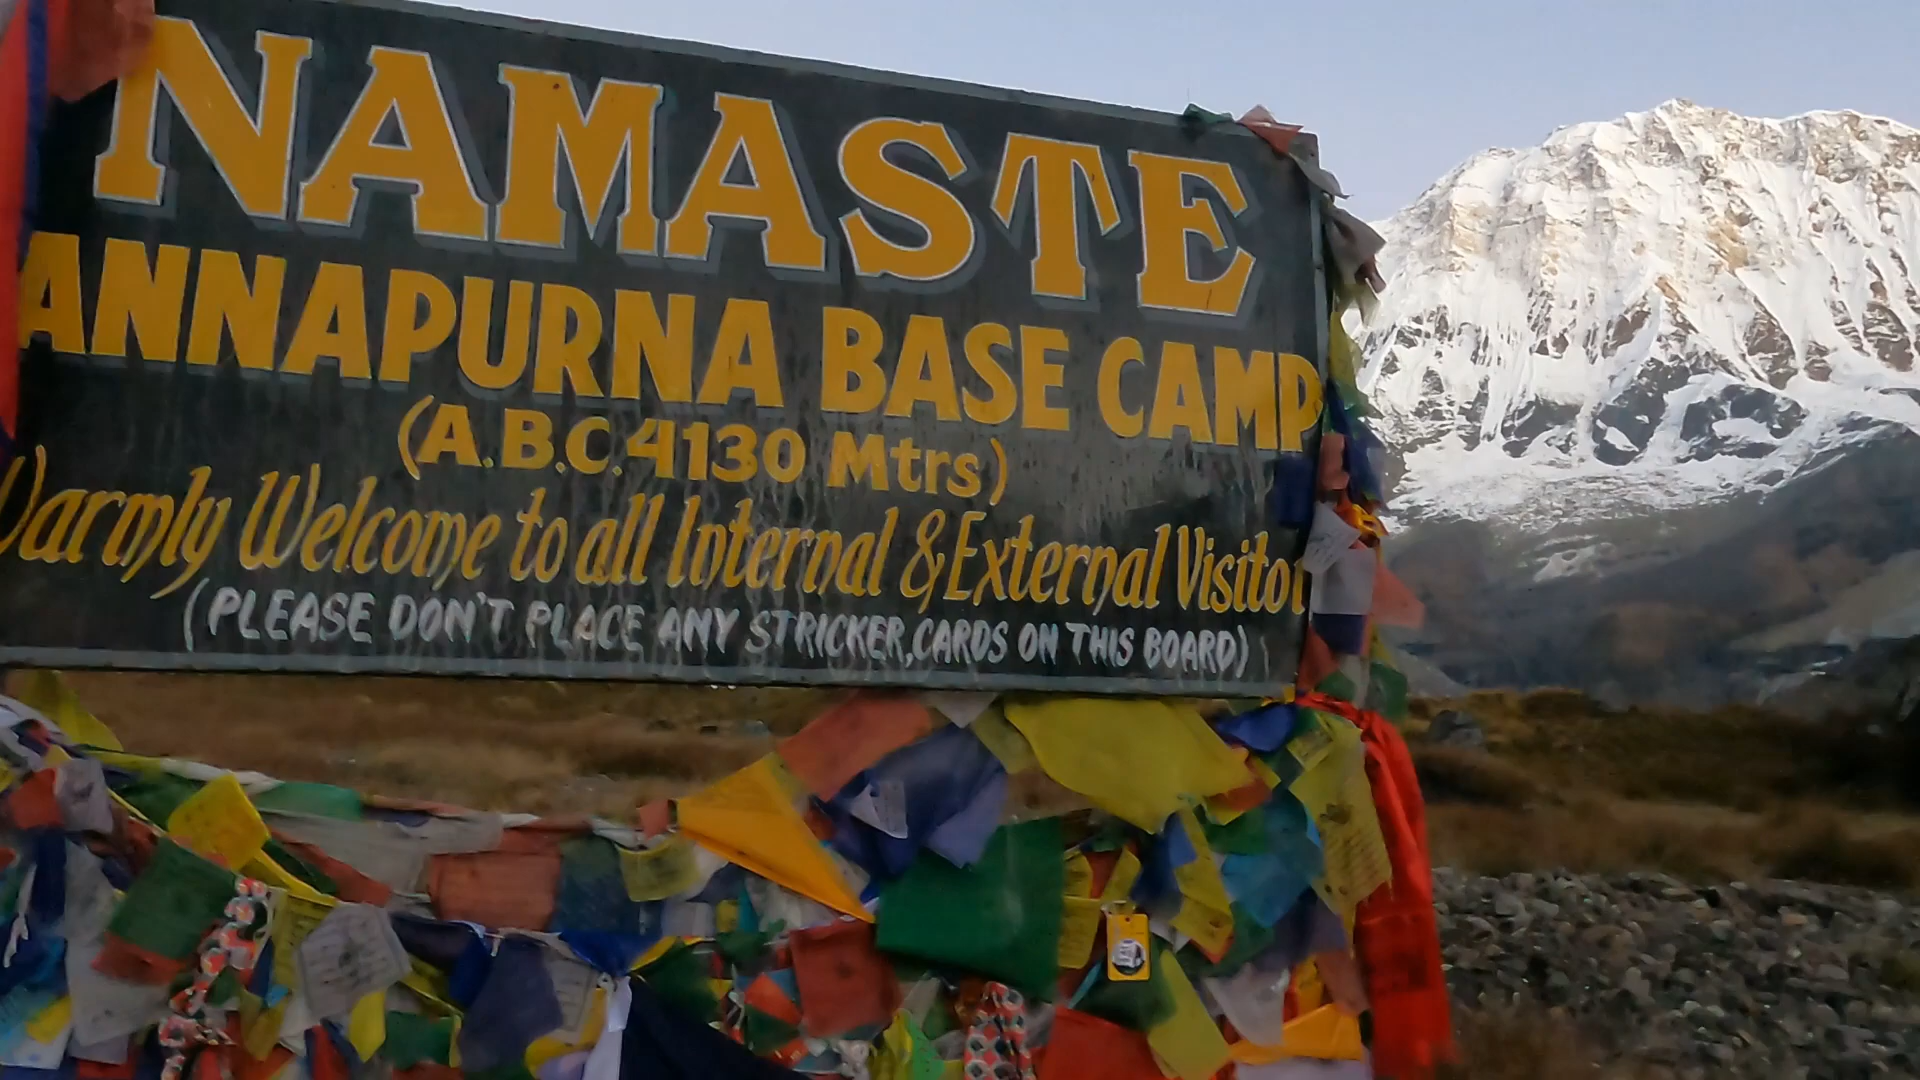 NAMASTE
ANNAPURNA BASE CAMP
(A.B.C.4130 Mtrs)
Warmly Welcome to all Internal & External Visitor
(PLEASE DON'T PLACE ANY STRICKER,CARDS ON THIS BOARD)